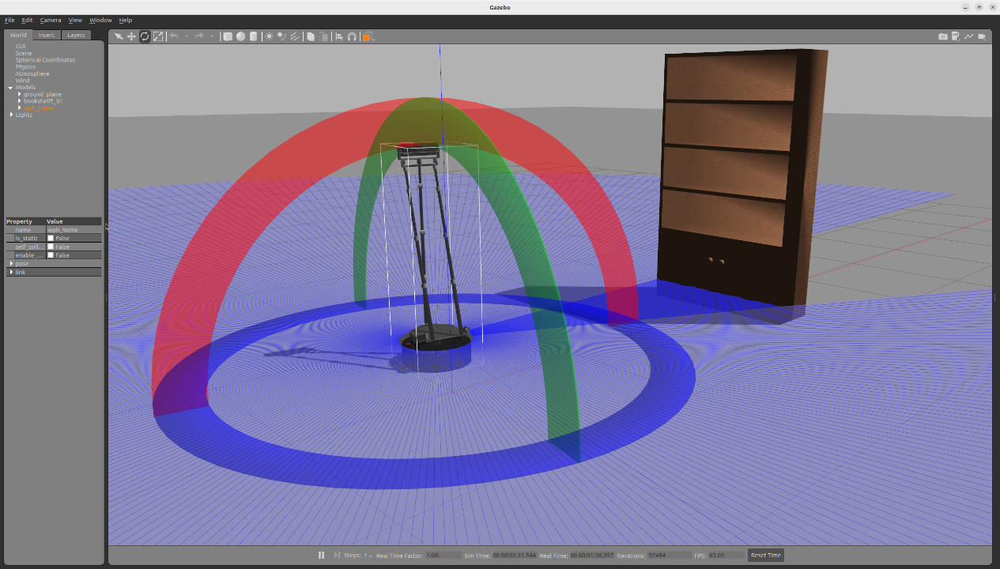 Gazebo
File Edit Camera View Window Help
World Insert Layers
GUI
Scene
Spherical Coordinates
Physics
Atmosphere
Wind
Models
ground_plane
bookshelft_01
wpb_home
Lights
Property Value
name wpb_home
is_static False
self_coll... False
enable_... False
pose
link
Steps: 1 Real Time Factor: 1.00 Sim Time: 00 00:02:31.544 Real Time: 00 00:01:38.397 Iterations: 97484 FPS: 63.03 Reset Time